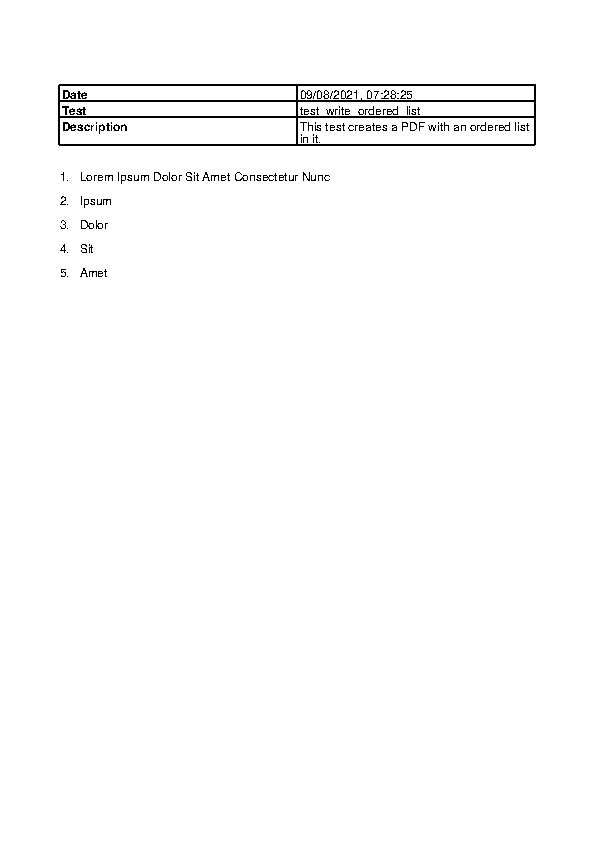 Date 09/08/2021, 07:28:25
Test test_write_ordered_list
Description This test creates a PDF with an ordered list
in it.
1. Lorem Ipsum Dolor Sit Amet Consectetur Nunc
2. Ipsum
3. Dolor
4. Sit
5. Amet